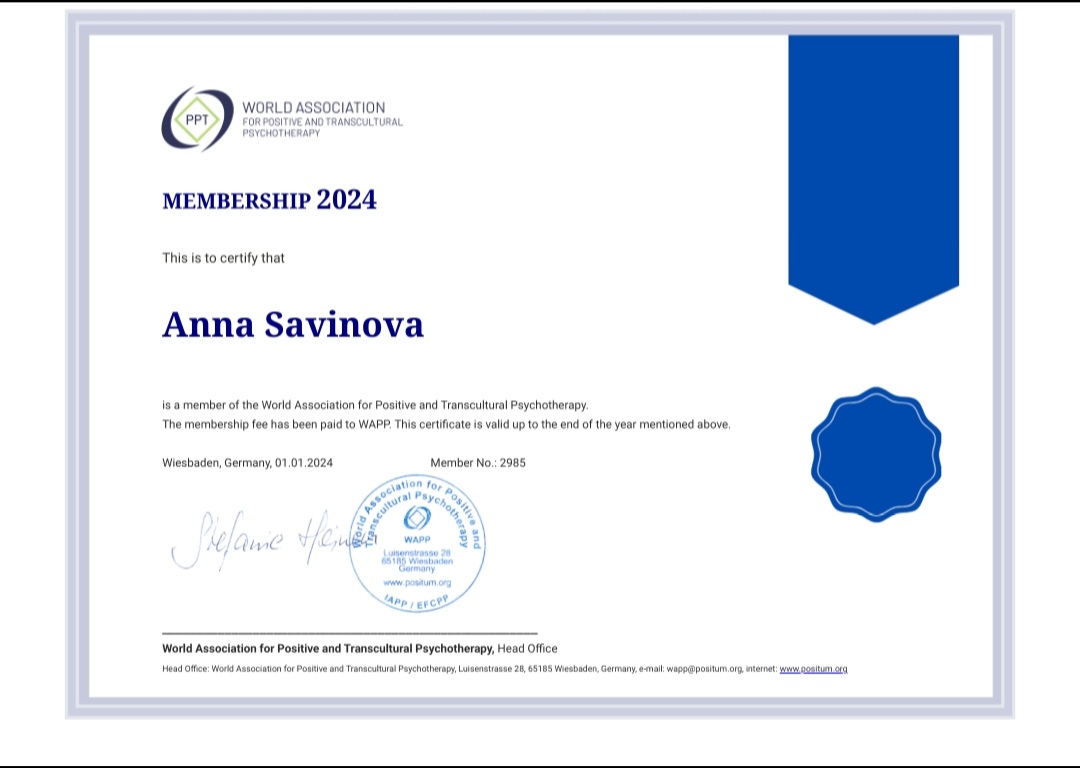 PPT
WORLD ASSOCIATION
FOR POSITIVE AND TRANSCULTURAL
PSYCHOTHERAPY
MEMBERSHIP 2024
This is to certify that
Anna Savinova
is a member of the World Association for Positive and Transcultural Psychotherapy.
The membership fee has been paid to WAPP. This certificate is valid up to the end of the year mentioned above.
Wiesbaden, Germany, 01.01.2024 Member No.: 2985
Stefanie
World Association for Positive and
Transcultural Psychotherapy
WAPP
Luisenstrasse 28
65185 Wiesbaden
Germany
www.positum.org
IAPP / EFCPP
World Association for Positive and Transcultural Psychotherapy, Head Office
Head Office: World Association for Positive and Transcultural Psychotherapy, Luisenstrasse 28, 65185 Wiesbaden, Germany, e-mail: wapp@positum.org, internet: www.positum.org